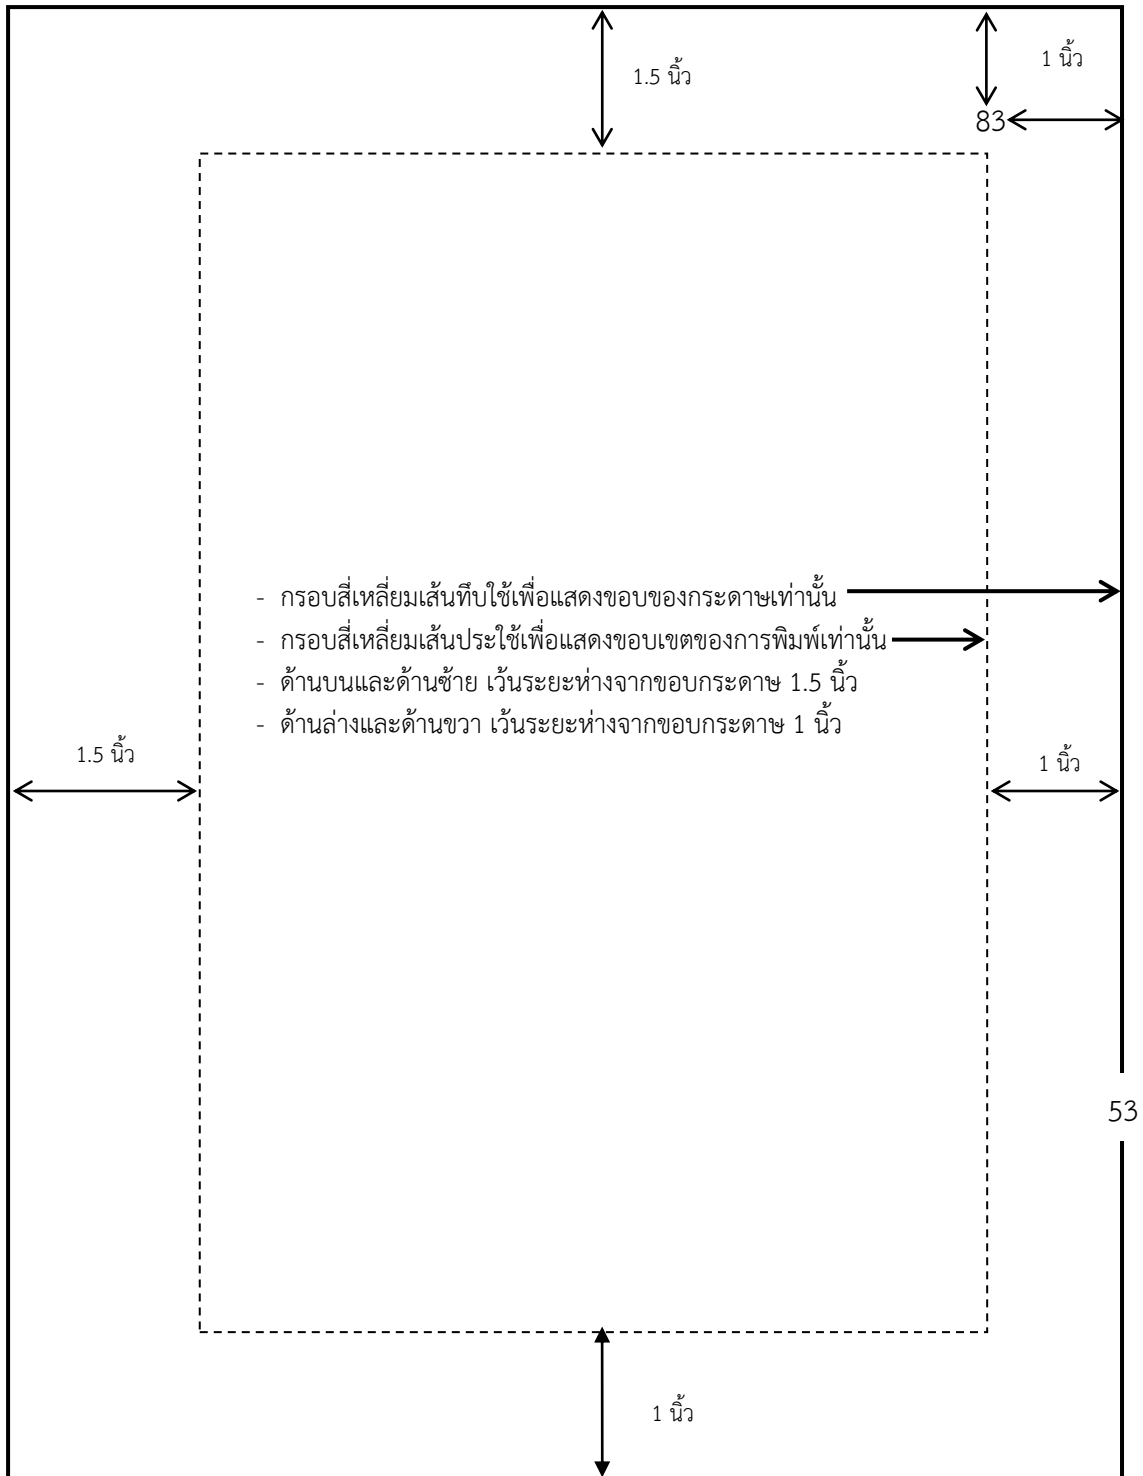 1 นิ้ว
1.5 นิ้ว
83
- กรอบสี่เหลี่ยมเส้นทึบใช้เพื่อแสดงขอบของกระดาษเท่านั้น
- กรอบสี่เหลี่ยมเส้นประใช้เพื่อแสดงขอบเขตของการพิมพ์เท่านั้น
- ด้านบนและด้านซ้าย เว้นระยะห่างจากขอบกระดาษ 1.5 นิ้ว
- ด้านล่างและด้านขวา เว้นระยะห่างจากขอบกระดาษ 1 นิ้ว
1.5 นิ้ว
1 นิ้ว
53
1 นิ้ว